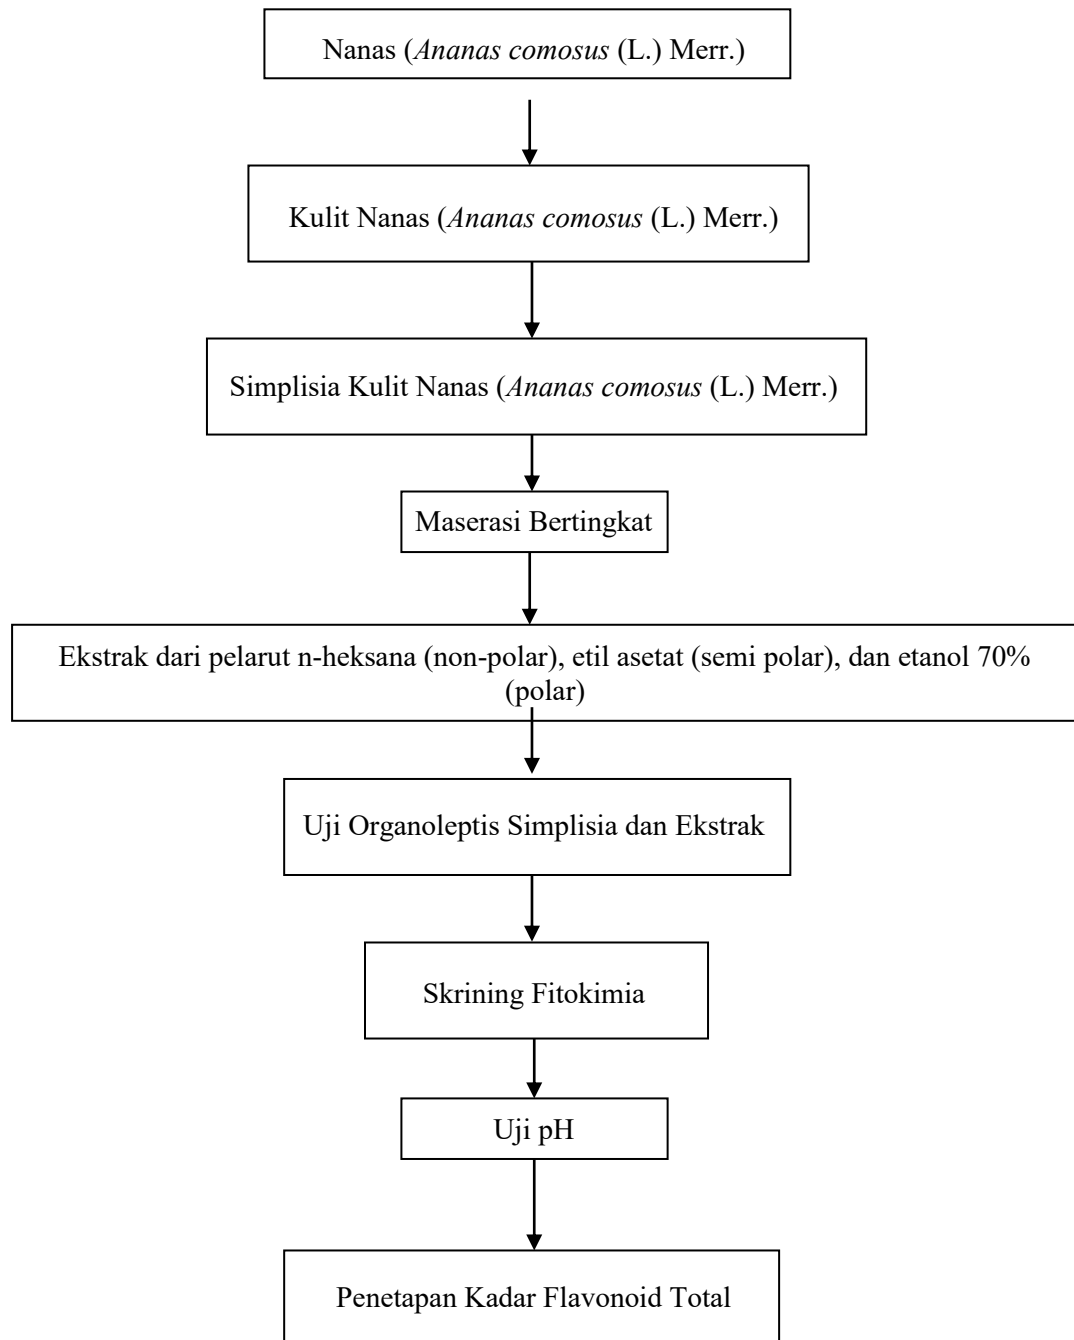 Nanas (Ananas comosus (L.) Merr.)
Kulit Nanas (Ananas comosus (L.) Merr.)
Simplisia Kulit Nanas (Ananas comosus (L.) Merr.)
Maserasi Bertingkat
Ekstrak dari pelarut n-heksana (non-polar), etil asetat (semi polar), dan etanol 70%
(polar)
Uji Organoleptis Simplisia dan Ekstrak
Skrining Fitokimia
Uji pH
Penetapan Kadar Flavonoid Total